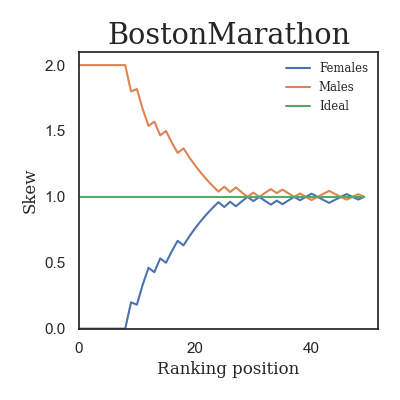 BostonMarathon
Females
Males
Ideal
2.0
1.5
1.0
0.5
0.0
Skew
0 20 40
Ranking position